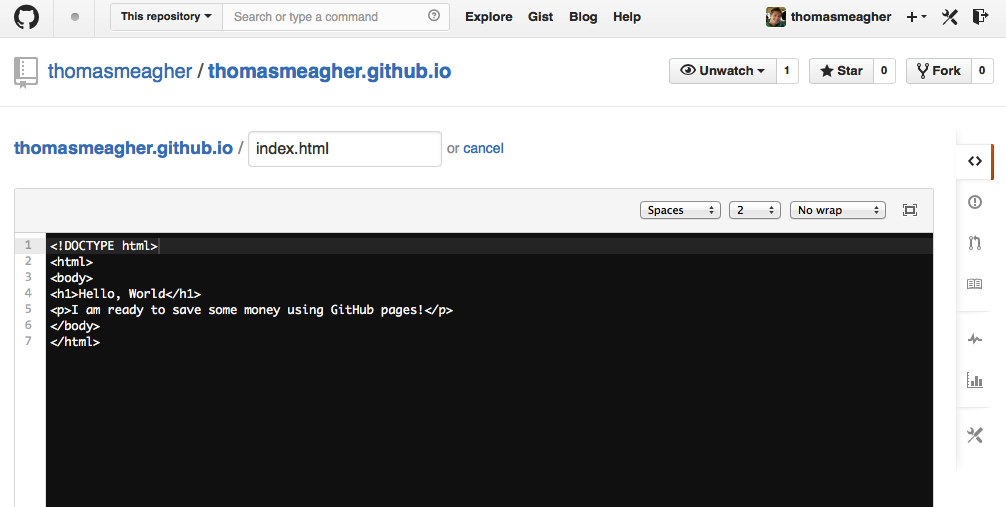 This repository Search or type a command Explore Gist Blog Help thomasmeagher
thomasmeagher / thomasmeagher.github.io Unwatch 1 Star 0 Fork 0
thomasmeagher.github.io / index.html or cancel
Spaces 2 No wrap
1 <!DOCTYPE html>
2 <html>
3 <body>
4 <h1>Hello, World</h1>
5 <p>I am ready to save some money using GitHub pages!</p>
6 </body>
7 </html>